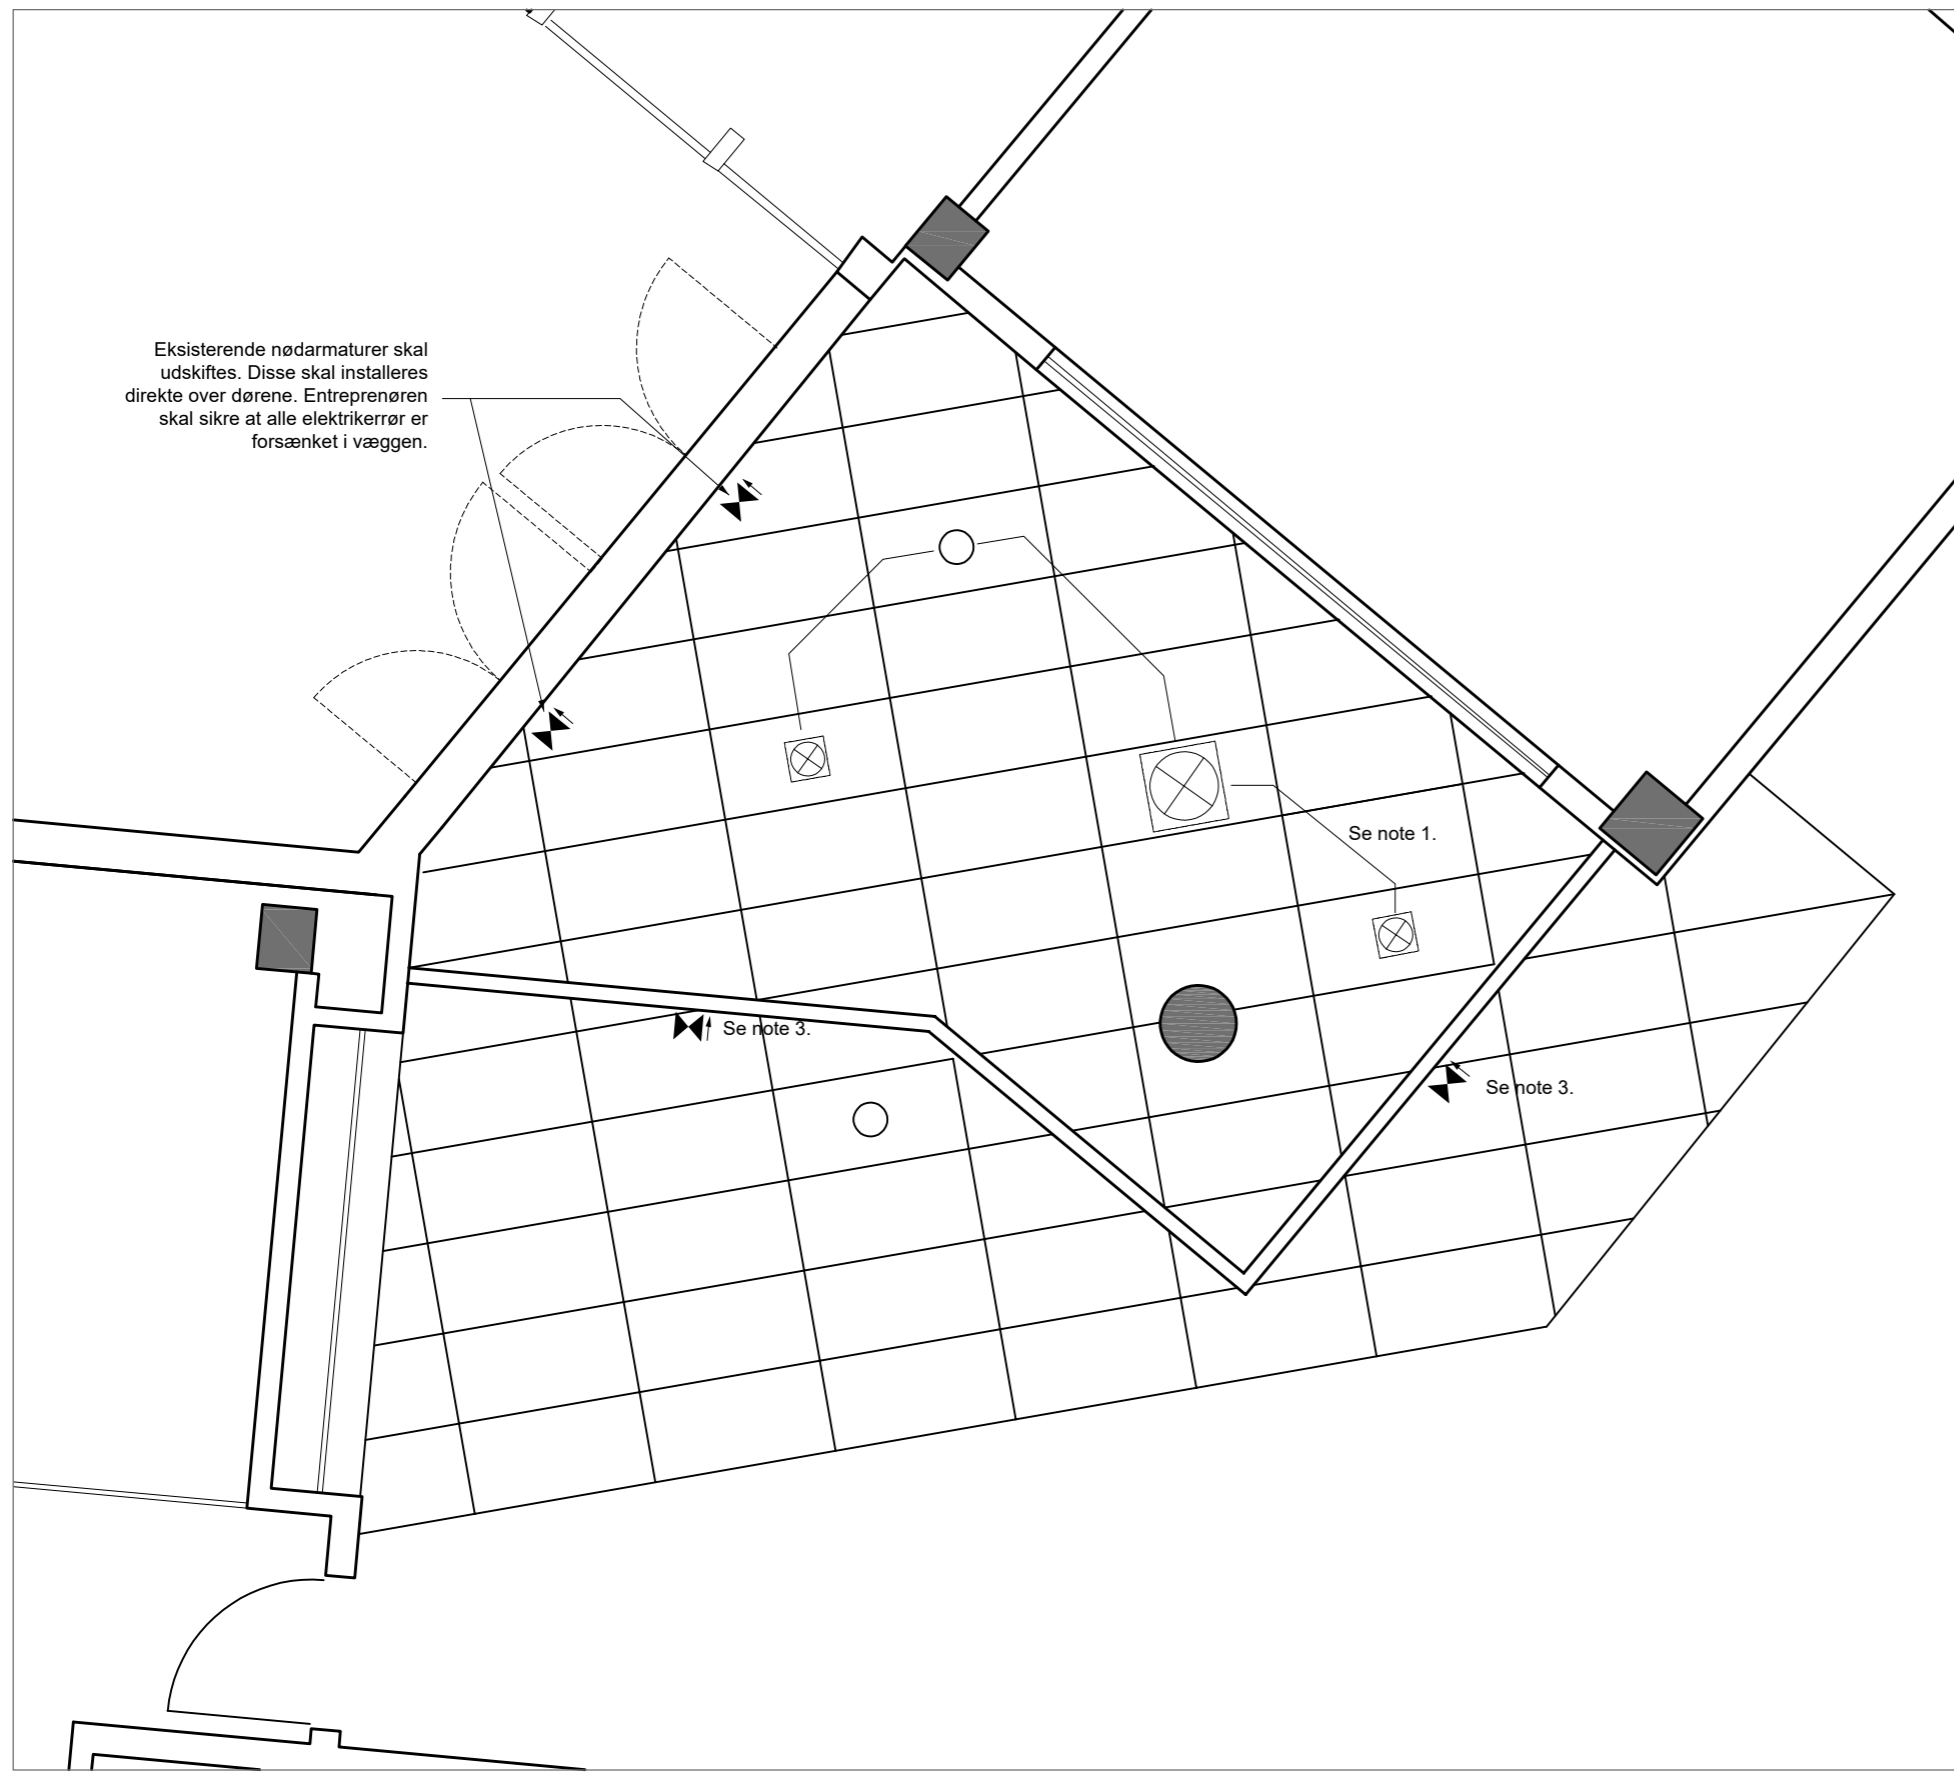 Eksisterende nødarmaturer skal
udskiftes. Disse skal installeres
direkte over dørene. Entreprenøren
skal sikre at alle elektrikerrør er
forsænket i væggen.
Se note 1.
Se note 3.
Se note 3.